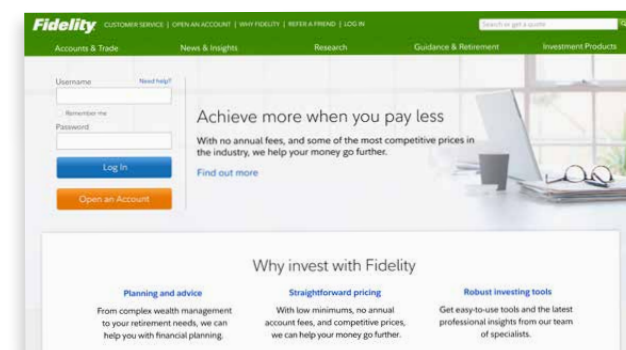 Fidelity CUSTOMER SERVICE | OPEN AN ACCOUNT | WHY FIDELITY | REFER A FRIEND | LOG IN Search or get a quote
Accounts & Trade News & Insights Research Guidance & Retirement Investment Products
Username Need help?
Remember me
Password
Log In
Open an Account
Achieve more when you pay less
With no annual fees, and some of the most competitive prices in
the industry, we help your money go further.
Find out more
Why invest with Fidelity
Planning and advice
From complex wealth management
to your retirement needs, we can
help you with financial planning.
Straightforward pricing
With low minimums, no annual
account fees, and competitive prices,
we can help your money go further.
Robust investing tools
Get easy-to-use tools and the latest
professional insights from our team
of specialists.